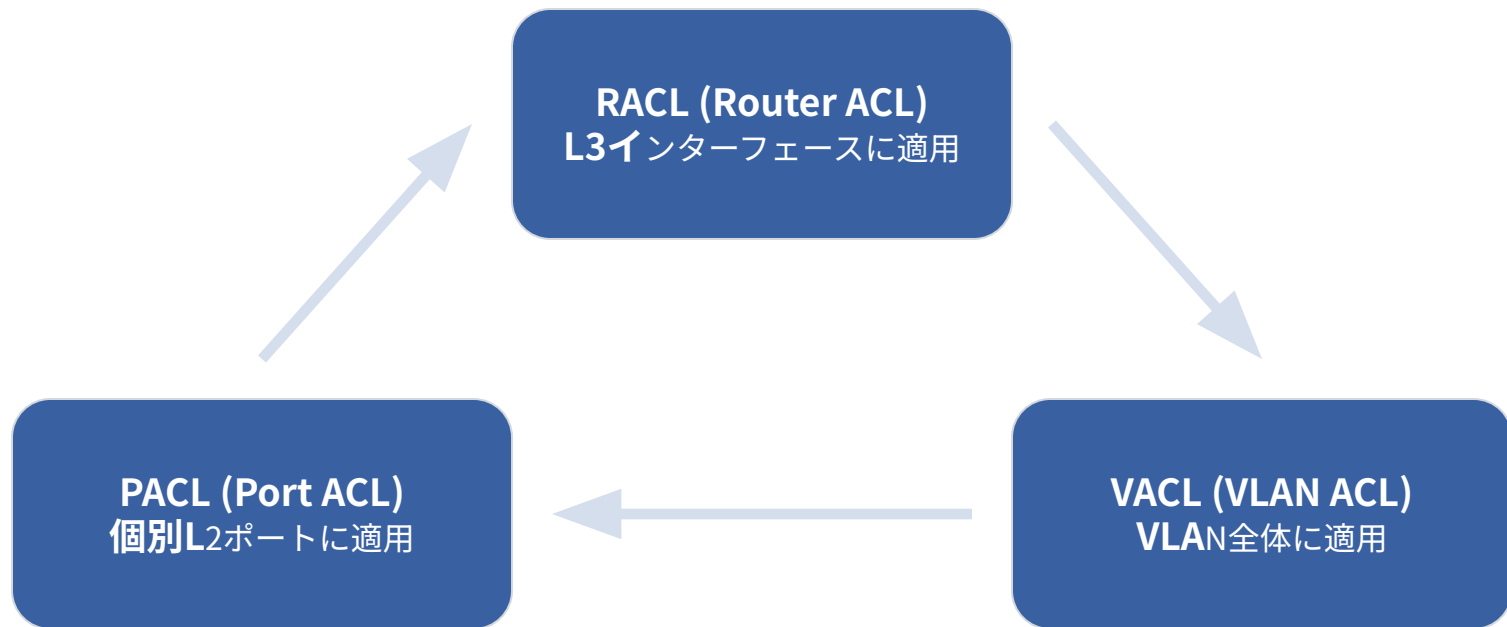 RACL (Router ACL)
L3インターフェースに適用
PACL (Port ACL)
個別L2ポートに適用
VACL (VLAN ACL)
VLAN全体に適用